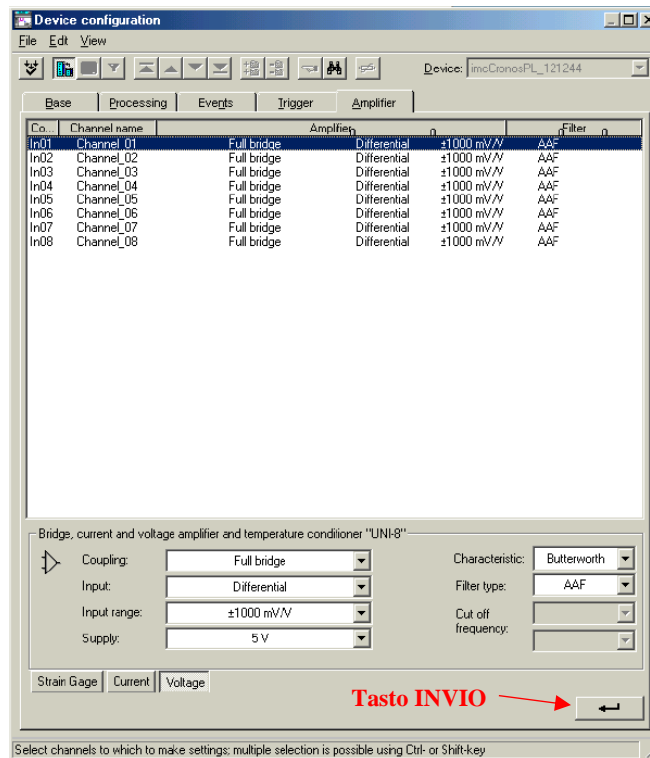 Device configuration
File Edt View
Device: imcCronosPL_121244
Base Processing Events Trigger Amplifier
Co... Channel name Amplifier Filter
In01 Channel_01 Full bridge Differential ±1000 mV/V AAF
In02 Channel_02 Full bridge Differential ±1000 mV/V AAF
In03 Channel_03 Full bridge Differential ±1000 mV/V AAF
In04 Channel_04 Full bridge Differential ±1000 mV/V AAF
In05 Channel_05 Full bridge Differential ±1000 mV/V AAF
In06 Channel_06 Full bridge Differential ±1000 mV/V AAF
In07 Channel_07 Full bridge Differential ±1000 mV/V AAF
In08 Channel_08 Full bridge Differential ±1000 mV/V AAF
Bridge, current and voltage amplifier and temperature conditioner "UNI-8"
Coupling: Full bridge Characteristic: Butterworth
Input: Differential Filter type: AAF
Input range: ±1000 mV/V Cut off frequency:
Supply: 5 V
Strain Gage Current Voltage
Tasto INVIO
Select channels to which to make settings; multiple selection is possible using Ctrl- or Shift-key